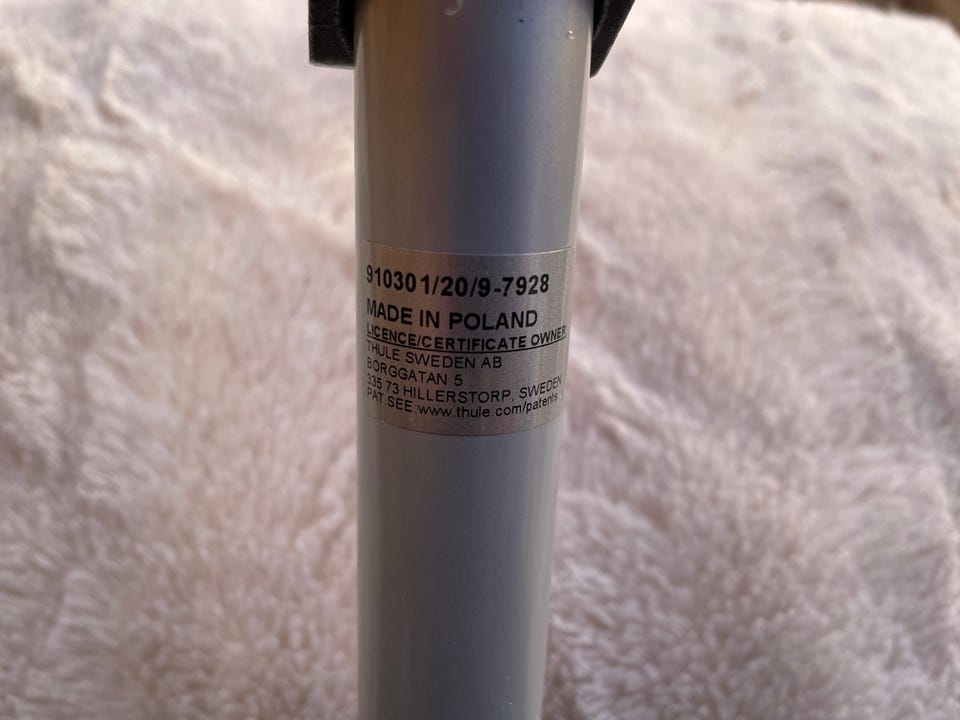 910301/20/9-7928
MADE IN POLAND
LICENCE/CERTIFICATE OWNER
THULE SWEDEN AB
BORGGATAN 5
335 73 HILLERSTORP, SWEDEN
PAT.SEE:www.thule.com/patents